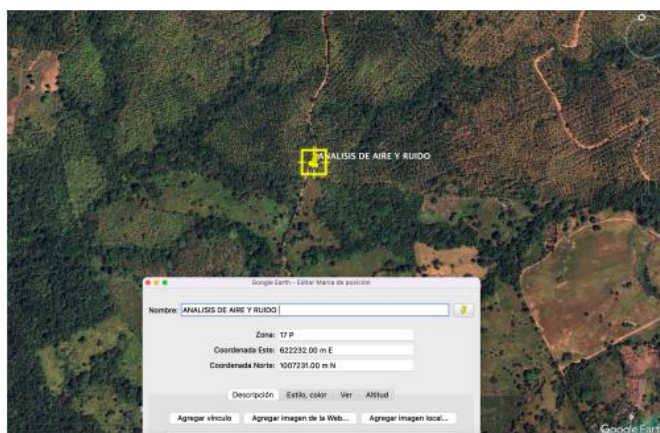 ANALISIS DE AIRE Y RUIDO
Google Earth - Editar Marca de posición
Nombre: ANALISIS DE AIRE Y RUIDO
Zona: 17 P
Coordenada Este: 622232.00 m E
Coordenada Norte: 1007231.00 m N
Descripción Estilo, color Ver Altitud
Agregar vínculo Agregar imagen de la Web... Agregar imagen local...
Google Earth